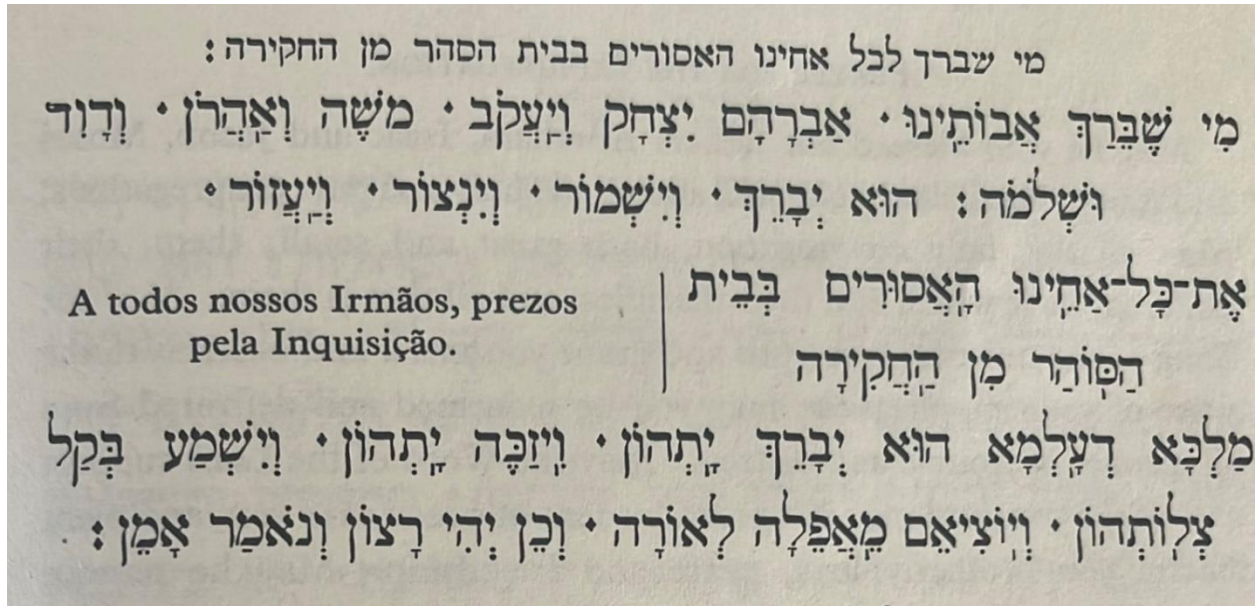 מי שברך לכל אחינו האסורים בבית הסהר מן החקירה :
מִי שֶׁבֵּרַךְ אֲבוֹתֵינוּ · אַבְרָהָם יִצְחָק וְיַעֲקֹב · מֹשֶׁה וְאַהֲרֹן · וְדָוִד
וּשְׁלֹמֹה : הוּא יְבָרֵךְ וְיִשְׁמוֹר · וְיִנְצוֹר · וְיַעֲזוֹר ·
אֶת־כָּל־אַחֵינוּ הָאֲסוּרִים בְּבֵית
הַסּוֹהַר מִן הַחֲקִירָה
A todos nossos Irmãos, prezos
pela Inquisição.
מַלְכָּא דְעָלְמָא הוּא יְבָרֵךְ יָתְהוֹן · וִיזַכֶּה יָתְהוֹן · וְיִשְׁמַע בְּקָל
צְלוֹתְהוֹן · וְיוֹצִיאֵם מֵאֲפֵלָה לְאוֹרָה · וְכֵן יְהִי רָצוֹן וְנֹאמַר אָמֵן :